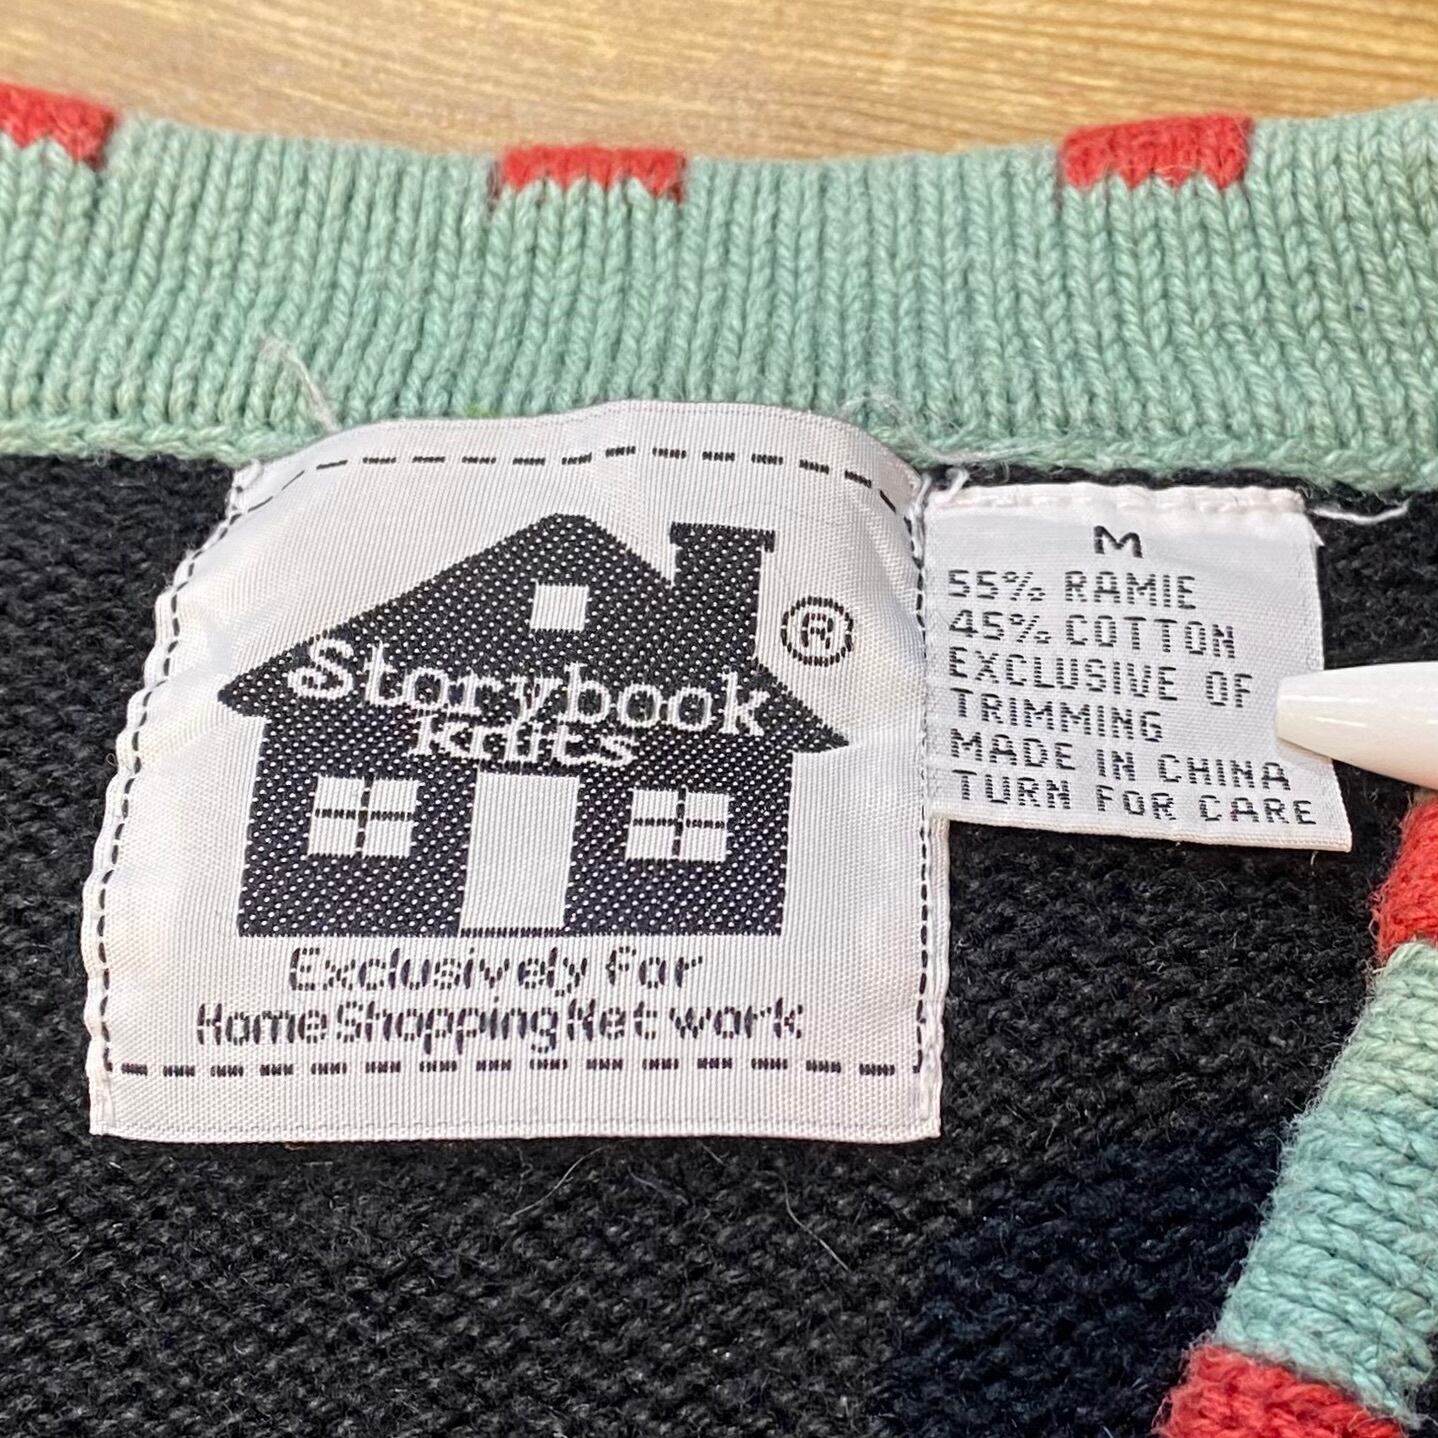 Storybook
Knits
®
Exclusively for
Home Shopping Network
M
55% RAMIE
45% COTTON
EXCLUSIVE OF
TRIMMING
MADE IN CHINA
TURN FOR CARE